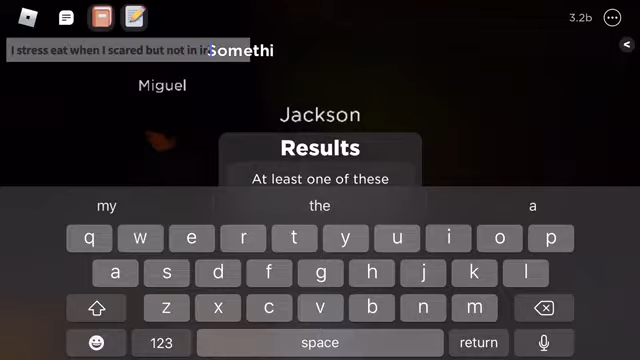 3.2b
I stress eat when I scared but not in
Somethi
Miguel
Jackson
Results
At least one of these
my the a
q w e r t y u i o p
a s d f g h j k l
z x c v b n m
123 space return